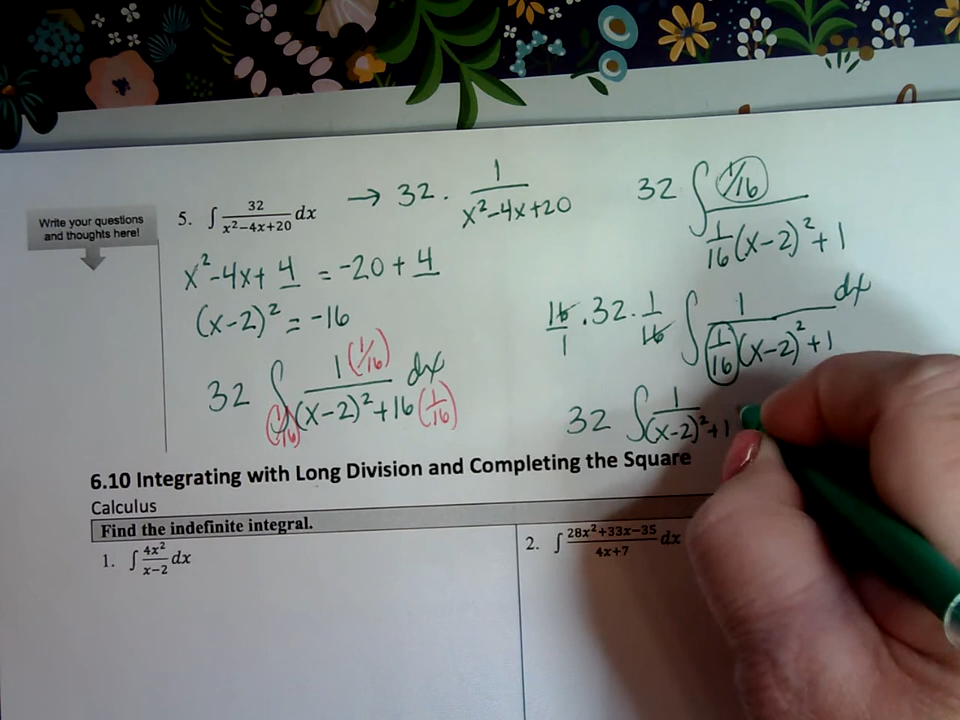 Write your questions
and thoughts here!
5. ∫ 32/(x²−4x+20) dx → 32 · 1/(x²−4x+20)
x²−4x+4 = −20+4
(x−2)² = −16
32 ∫ 1(1/16)/((1/16)(x−2)²+16(1/16)) dx
32 ∫ (1/16)/(1/16(x−2)²+1)
16/1 · 32 · 1/16 ∫ 1/(1/16(x−2)²+1) dx
32 ∫ 1/((x−2)²+1)
6.10 Integrating with Long Division and Completing the Square
Calculus
Find the indefinite integral.
1. ∫ 4x²/(x−2) dx
2. ∫ (28x²+33x−35)/(4x+7) dx